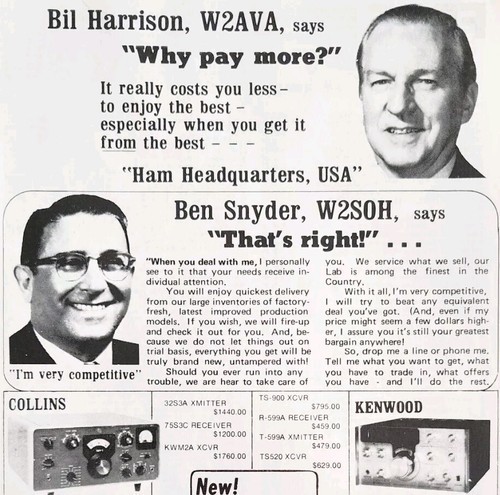 Bil Harrison, W2AVA, says
"Why pay more?"
It really costs you less–
to enjoy the best –
especially when you get it
from the best – – –
"Ham Headquarters, USA"
Ben Snyder, W2SOH, says
"That's right!" . . .
"When you deal with me, I personally
see to it that your needs receive in-
dividual attention.
You will enjoy quickest delivery
from our large inventories of factory-
fresh, latest improved production
models. If you wish, we will fire-up
and check it out for you. And, be-
cause we do not let things out on
trial basis, everything you get will be
truly brand new, untampered with!
Should you ever run into any
trouble, we are hear to take care of
you. We service what we sell, our
Lab is among the finest in the
Country.
With it all, I'm very competitive,
I will try to beat any equivalent
deal you've got. (And, even if my
price might seem a few dollars high-
er, I assure you it's still your greatest
bargain anywhere!
So, drop me a line or phone me.
Tell me what you want to get, what
you have to trade in, what offers
you have - and I'll do the rest.
"I'm very competitive"
COLLINS
32S3A XMITTER
$1440.00
75S3C RECEIVER
$1200.00
KWM2A XCVR
$1760.00
TS-900 XCVR
$795.00
R-599A RECEIVER
$459.00
T-599A XMITTER
$479.00
TS520 XCVR
$629.00
KENWOOD
New!